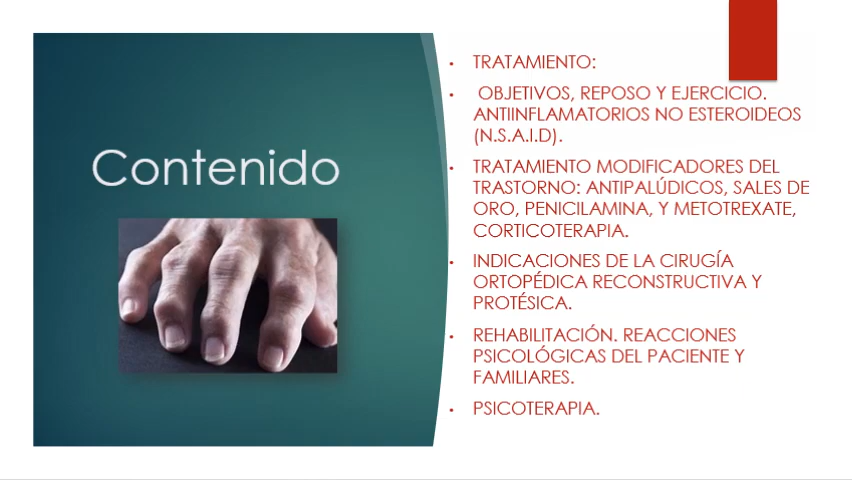 Contenido
• TRATAMIENTO:
• OBJETIVOS, REPOSO Y EJERCICIO.
ANTIINFLAMATORIOS NO ESTEROIDEOS
(N.S.A.I.D).
• TRATAMIENTO MODIFICADORES DEL
TRASTORNO: ANTIPALÚDICOS, SALES DE
ORO, PENICILAMINA, Y METOTREXATE,
CORTICOTERAPIA.
• INDICACIONES DE LA CIRUGÍA
ORTOPÉDICA RECONSTRUCTIVA Y
PROTÉSICA.
• REHABILITACIÓN. REACCIONES
PSICOLÓGICAS DEL PACIENTE Y
FAMILIARES.
• PSICOTERAPIA.